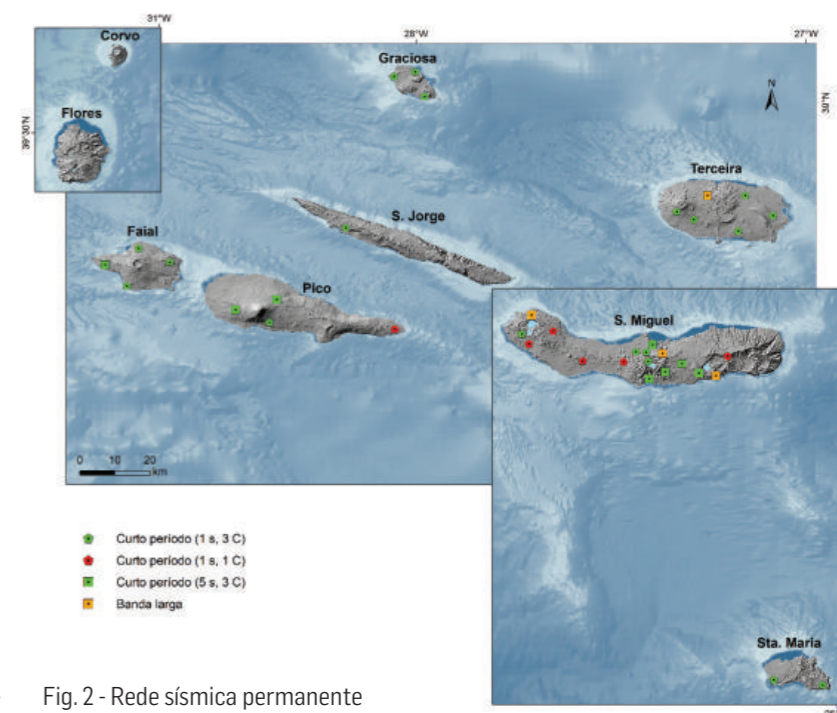 31°W
28°W
27°W
Corvo
Graciosa
N
39°N
Flores
39°30'N
Terceira
S. Jorge
Faial
Pico
S. Miguel
0 10 20
km
Curto período (1 s, 3 C)
Curto período (1 s, 1 C)
Curto período (5 s, 3 C)
Banda larga
Sta. Maria
Fig. 2 - Rede sísmica permanente